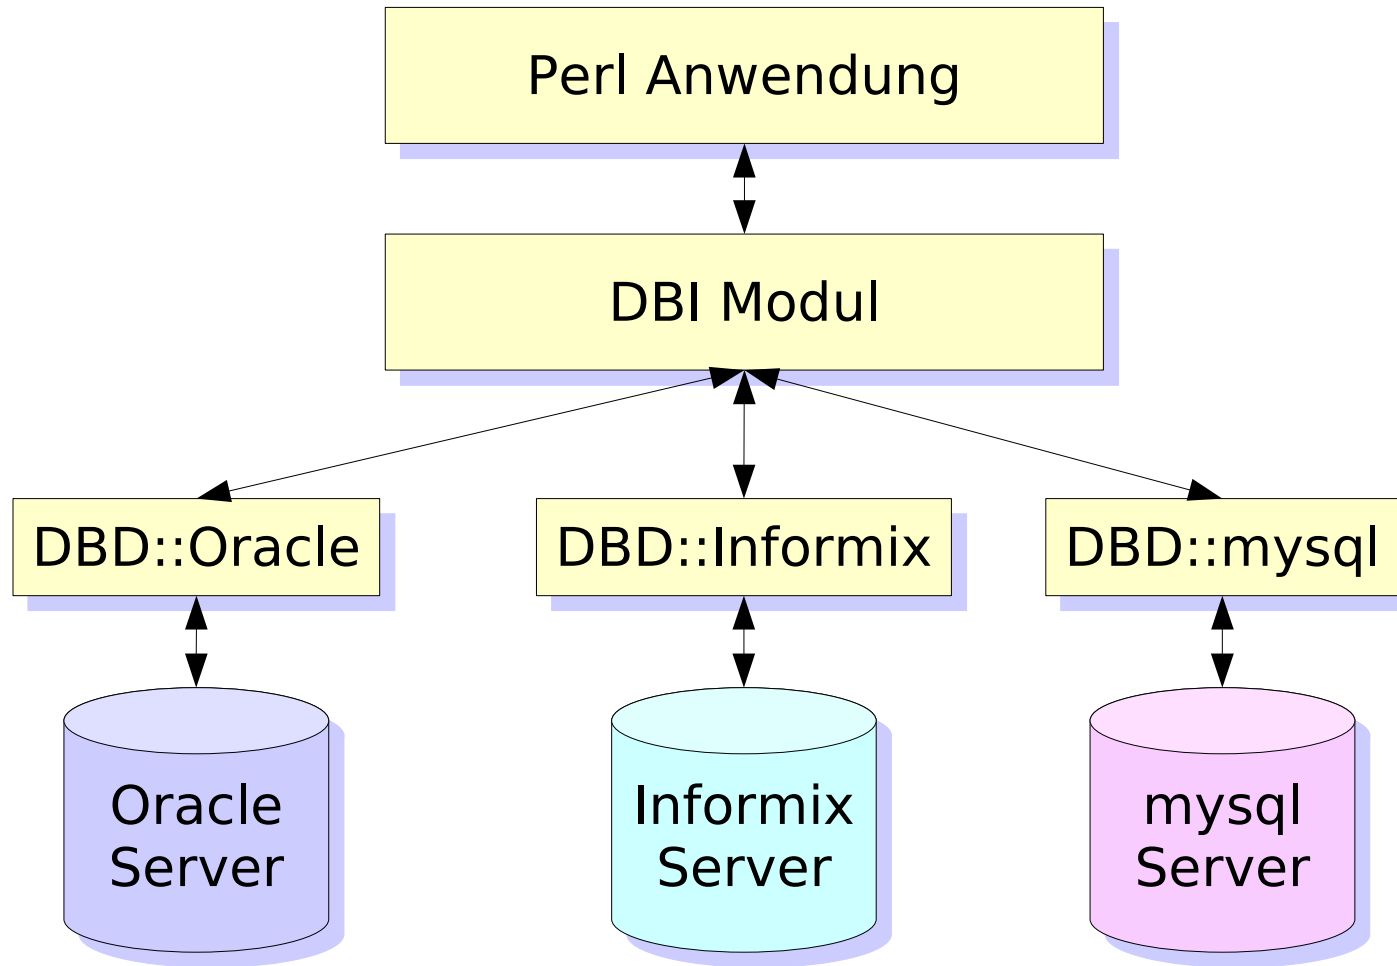 Perl Anwendung
DBI Modul
DBD::Oracle
DBD::Informix
DBD::mysql
Oracle
Server
Informix
Server
mysql
Server